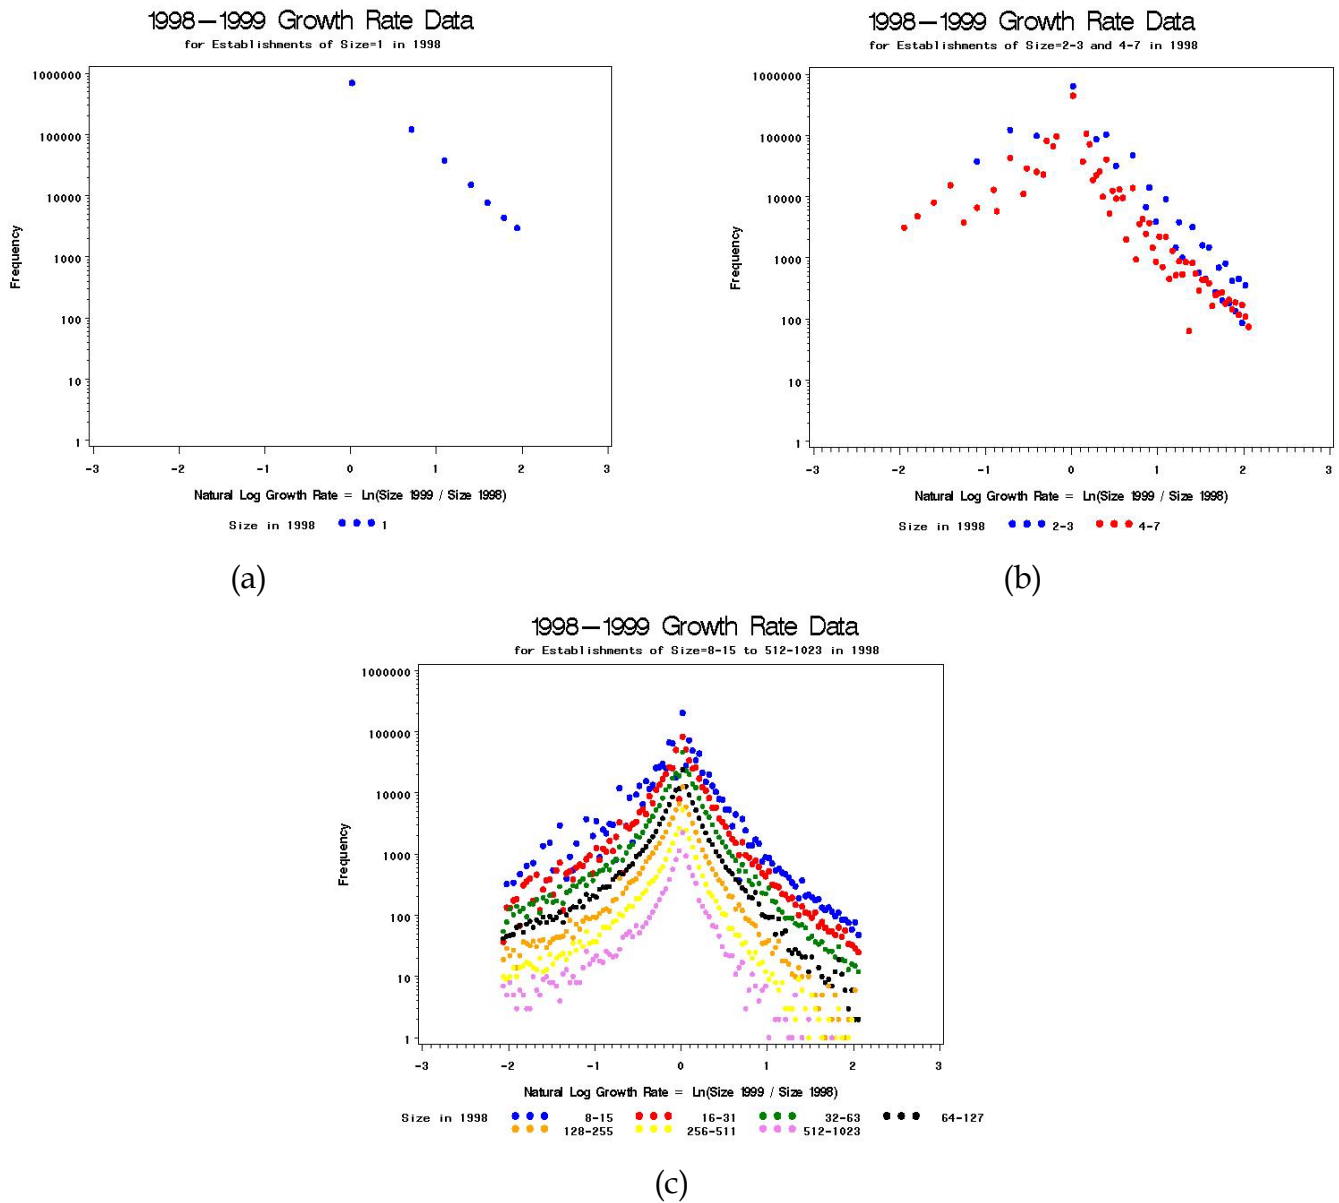 1998–1999 Growth Rate Data
for Establishments of Size=1 in 1998
1000000
100000
10000
1000
100
10
1
Frequency
-3 -2 -1 0 1 2 3
Natural Log Growth Rate = Ln(Size 1999 / Size 1998)
Size in 1998 1
(a)
1998–1999 Growth Rate Data
for Establishments of Size=2-3 and 4-7 in 1998
1000000
100000
10000
1000
100
10
1
Frequency
-3 -2 -1 0 1 2 3
Natural Log Growth Rate = Ln(Size 1999 / Size 1998)
Size in 1998 2-3 4-7
(b)
1998–1999 Growth Rate Data
for Establishments of Size=8-15 to 512-1023 in 1998
1000000
100000
10000
1000
100
10
1
Frequency
-3 -2 -1 0 1 2 3
Natural Log Growth Rate = Ln(Size 1999 / Size 1998)
Size in 1998 8-15 16-31 32-63 64-127
128-255 256-511 512-1023
(c)